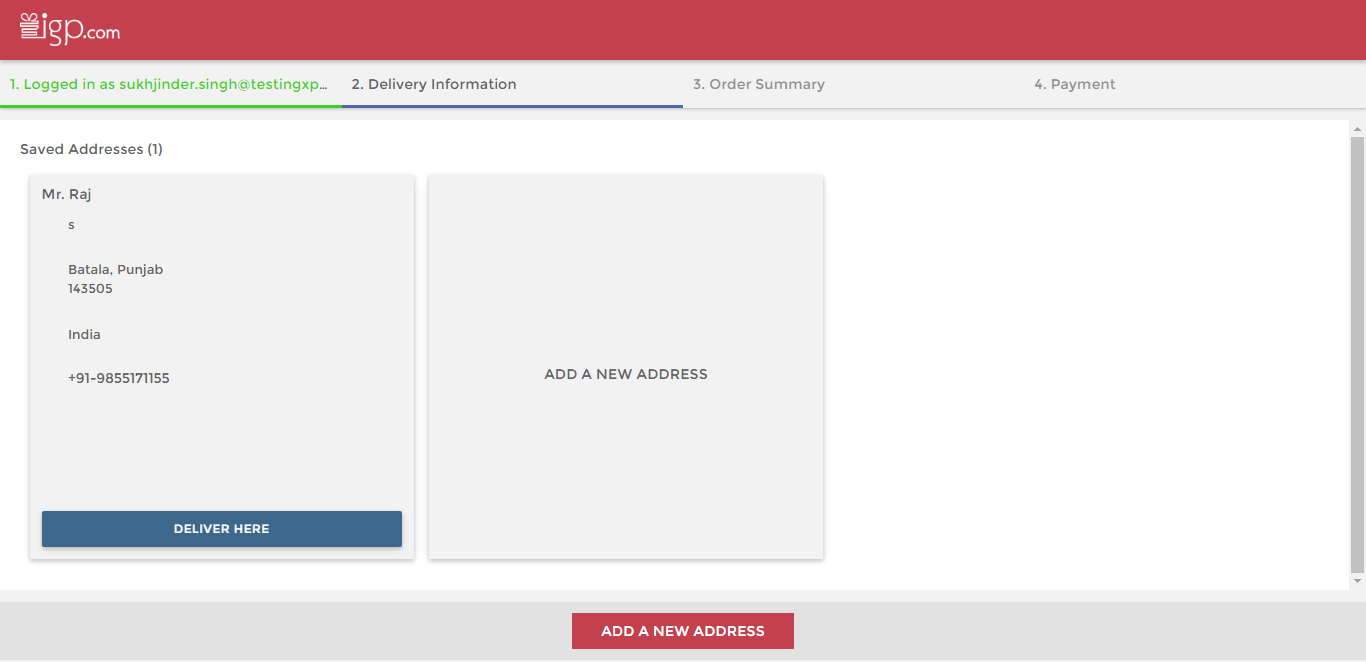 igp.com
1. Logged in as sukhjinder.singh@testingxp...
2. Delivery Information
3. Order Summary
4. Payment
Saved Addresses (1)
Mr. Raj
s
Batala, Punjab
143505
India
+91-9855171155
DELIVER HERE
ADD A NEW ADDRESS
ADD A NEW ADDRESS